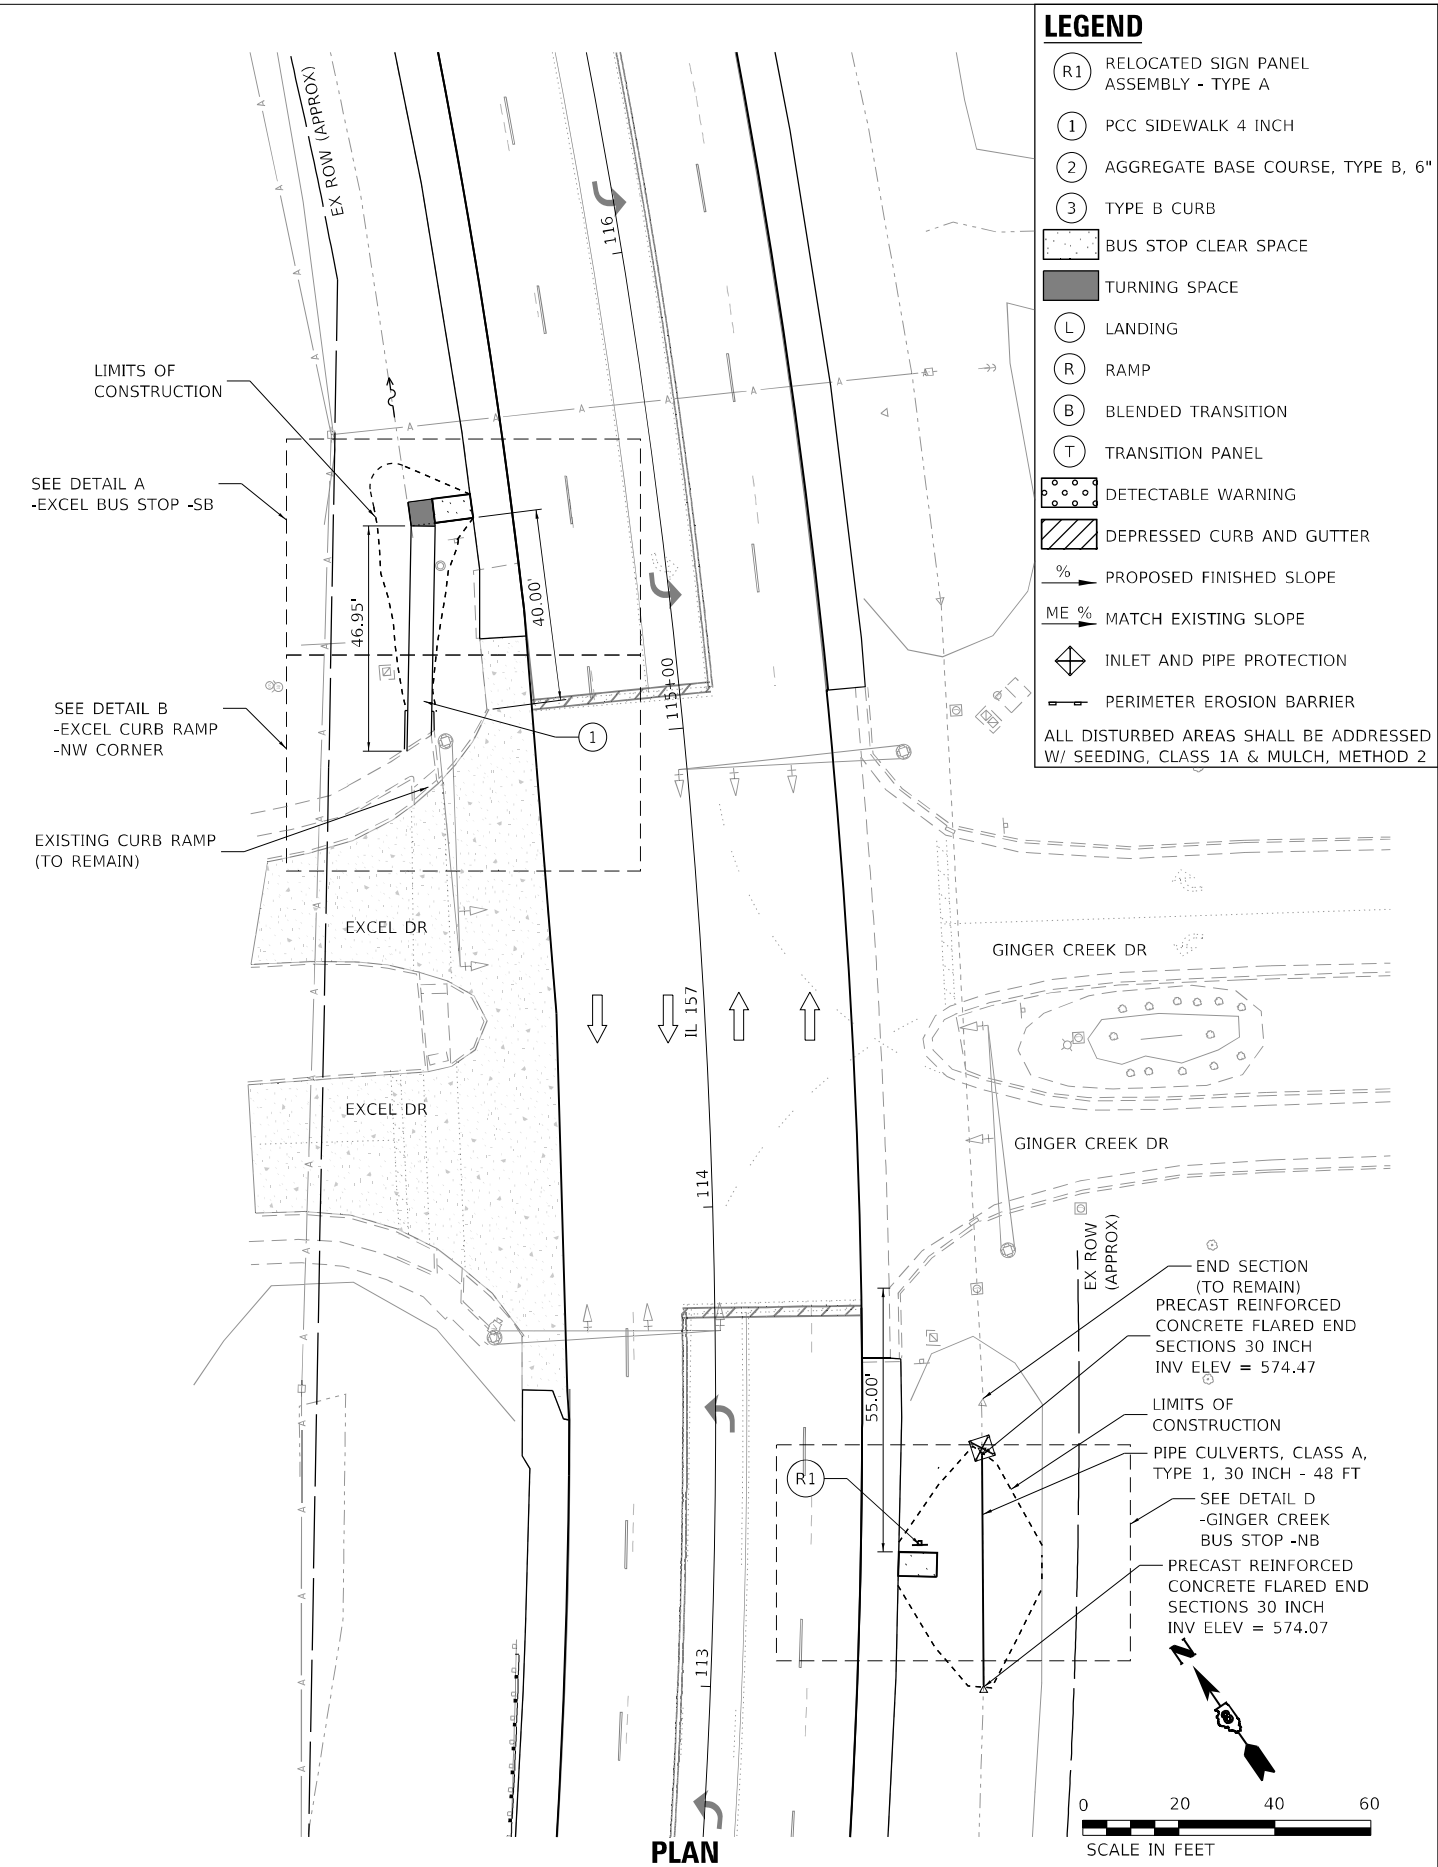 LEGEND
R1 RELOCATED SIGN PANEL
ASSEMBLY - TYPE A
1 PCC SIDEWALK 4 INCH
2 AGGREGATE BASE COURSE, TYPE B, 6"
3 TYPE B CURB
BUS STOP CLEAR SPACE
TURNING SPACE
L LANDING
R RAMP
B BLENDED TRANSITION
T TRANSITION PANEL
DETECTABLE WARNING
DEPRESSED CURB AND GUTTER
% PROPOSED FINISHED SLOPE
ME % MATCH EXISTING SLOPE
INLET AND PIPE PROTECTION
PERIMETER EROSION BARRIER
ALL DISTURBED AREAS SHALL BE ADDRESSED
W/ SEEDING, CLASS 1A & MULCH, METHOD 2
EX ROW (APPROX)
116
LIMITS OF
CONSTRUCTION
SEE DETAIL A
-EXCEL BUS STOP -SB
46.95'
40.00'
115+00
SEE DETAIL B
-EXCEL CURB RAMP
-NW CORNER
1
EXISTING CURB RAMP
(TO REMAIN)
EXCEL DR
GINGER CREEK DR
IL 157
EXCEL DR
GINGER CREEK DR
114
EX ROW
(APPROX)
END SECTION
(TO REMAIN)
PRECAST REINFORCED
CONCRETE FLARED END
SECTIONS 30 INCH
INV ELEV = 574.47
55.00'
LIMITS OF
CONSTRUCTION
PIPE CULVERTS, CLASS A,
TYPE 1, 30 INCH - 48 FT
R1
SEE DETAIL D
-GINGER CREEK
BUS STOP -NB
PRECAST REINFORCED
CONCRETE FLARED END
SECTIONS 30 INCH
INV ELEV = 574.07
113
N
8
0 20 40 60
SCALE IN FEET
PLAN